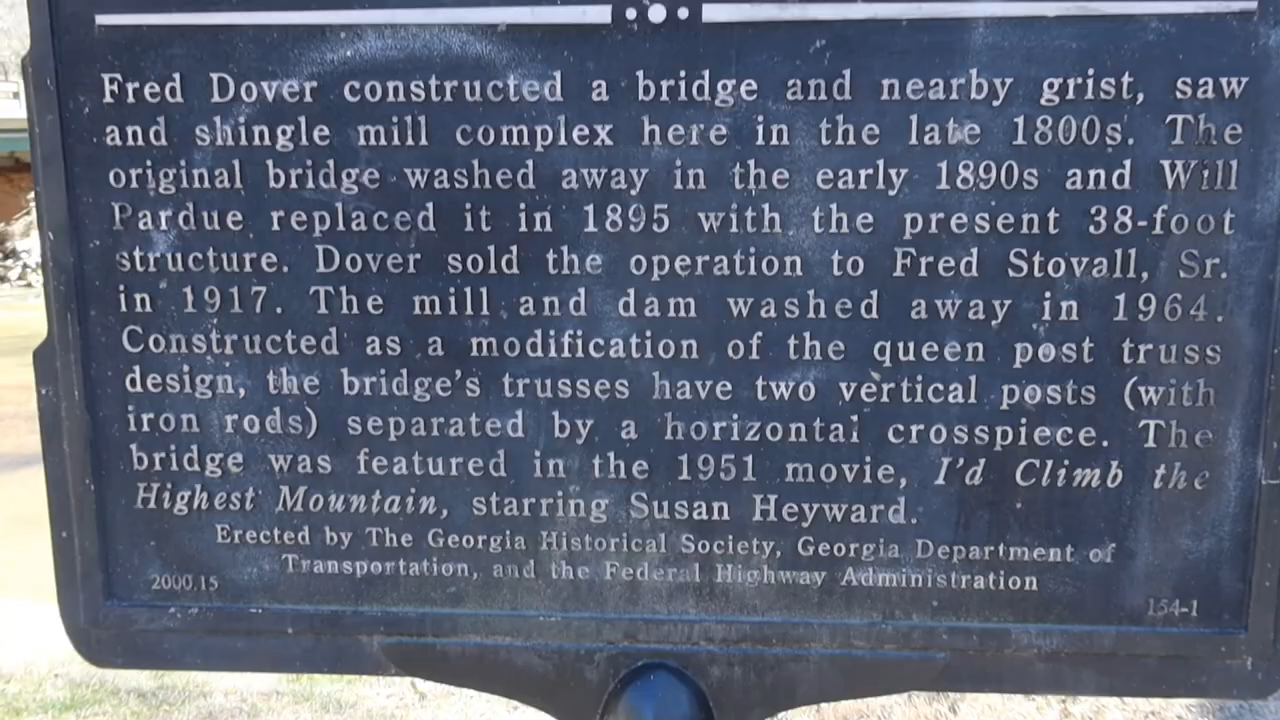 Fred Dover constructed a bridge and nearby grist, saw
and shingle mill complex here in the late 1800s. The
original bridge washed away in the early 1890s and Will
Pardue replaced it in 1895 with the present 38-foot
structure. Dover sold the operation to Fred Stovall, Sr.
in 1917. The mill and dam washed away in 1964.
Constructed as a modification of the queen post truss
design, the bridge's trusses have two vertical posts (with
iron rods) separated by a horizontal crosspiece. The
bridge was featured in the 1951 movie, I'd Climb the
Highest Mountain, starring Susan Heyward.
Erected by The Georgia Historical Society, Georgia Department of
Transportation, and the Federal Highway Administration
2000.15
154-1